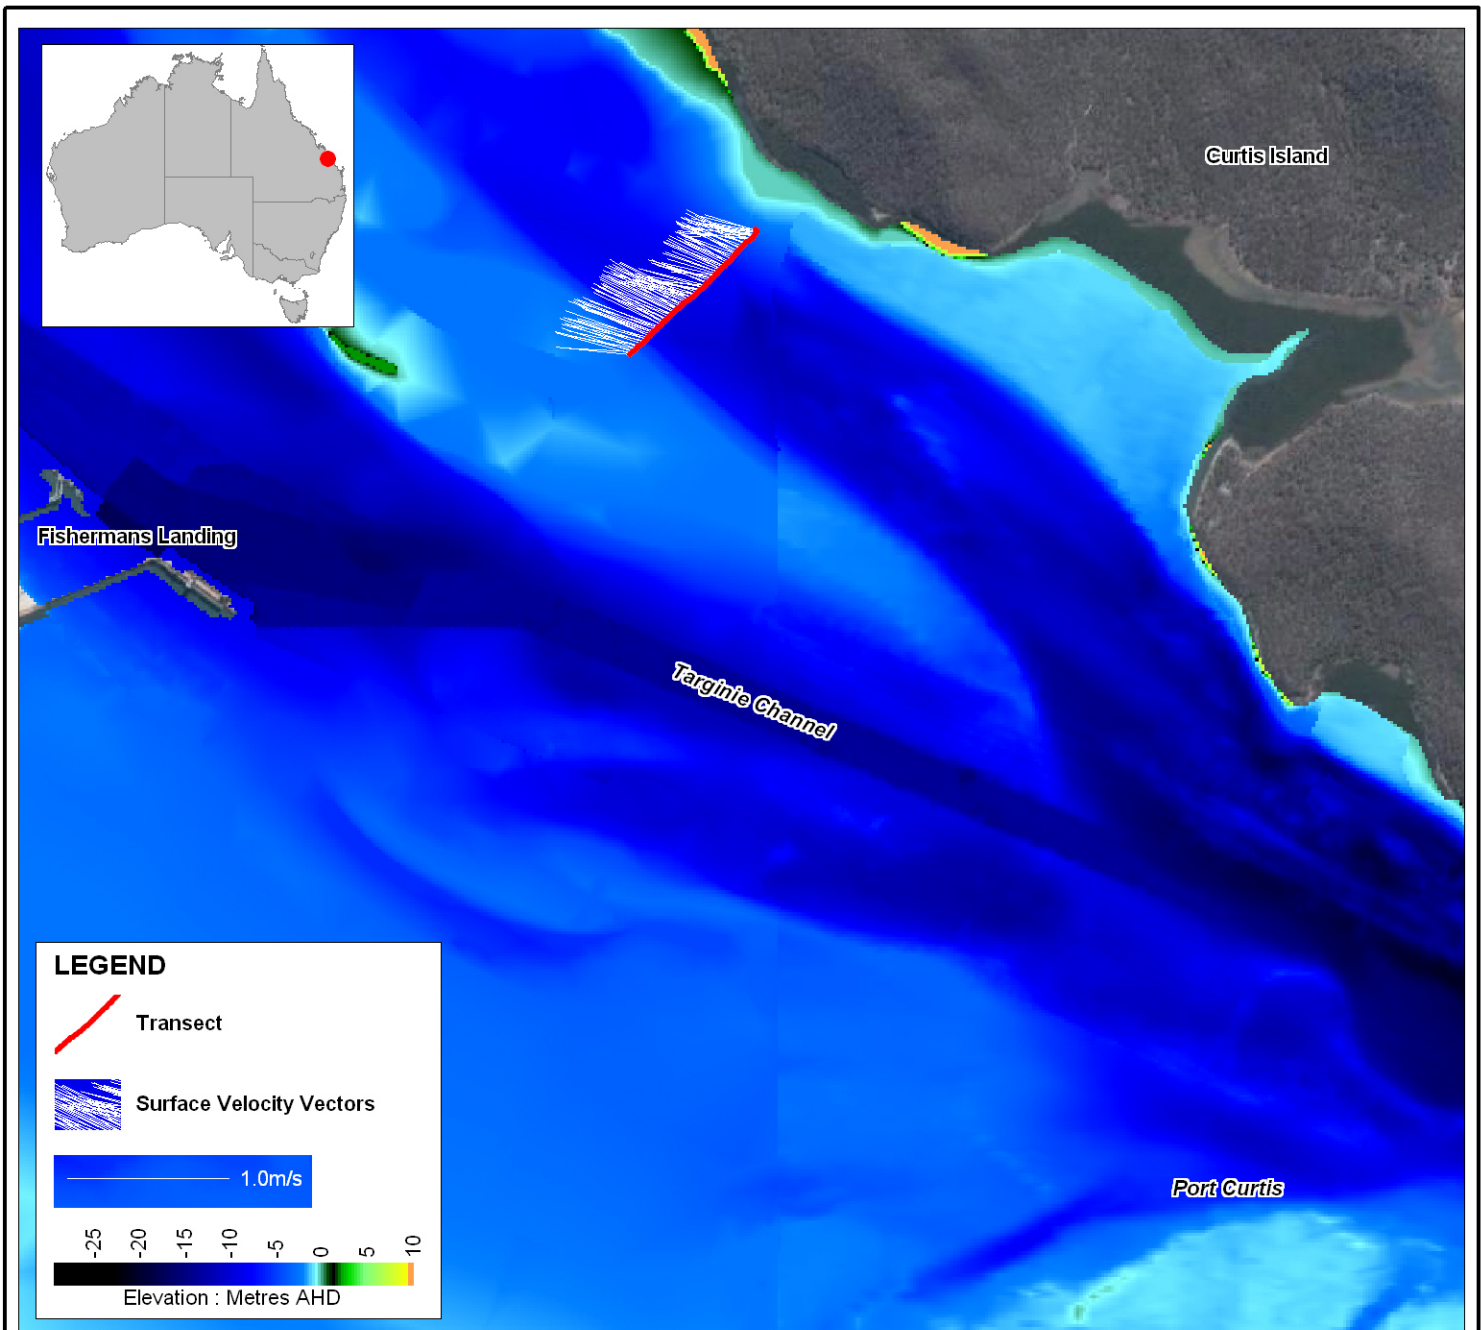 Curtis Island
Fishermans Landing
Targinie Channel
Port Curtis
LEGEND
Transect
Surface Velocity Vectors
1.0m/s
-25 -20 -15 -10 -5 0 5 10
Elevation : Metres AHD